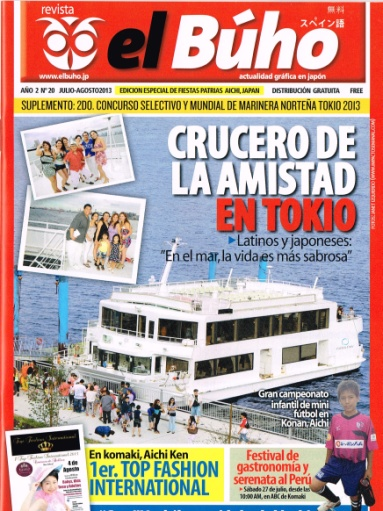 revista
el Búho
無料
スペイン語
www.elbuho.jp
actualidad gráfica en japón
AÑO 2 Nº 20 JULIO-AGOSTO2013 EDICION ESPECIAL DE FIESTAS PATRIAS AICHI, JAPAN DISTRIBUCIÓN GRATUITA FREE
SUPLEMENTO: 2DO. CONCURSO SELECTIVO Y MUNDIAL DE MARINERA NORTEÑA TOKIO 2013
CRUCERO DE
LA AMISTAD
EN TOKIO
Latinos y japoneses:
"En el mar, la vida es más sabrosa"
Gran campeonato
infantil de mini
fútbol en
Konan. Aichi
En komaki, Aichi Ken
1er. TOP FASHION
INTERNATIONAL
Festival de
gastronomía y
serenata al Perú
Sábado 27 de julio, desde las
10:00 AM, en ABC de Komaki
4 de
Agosto